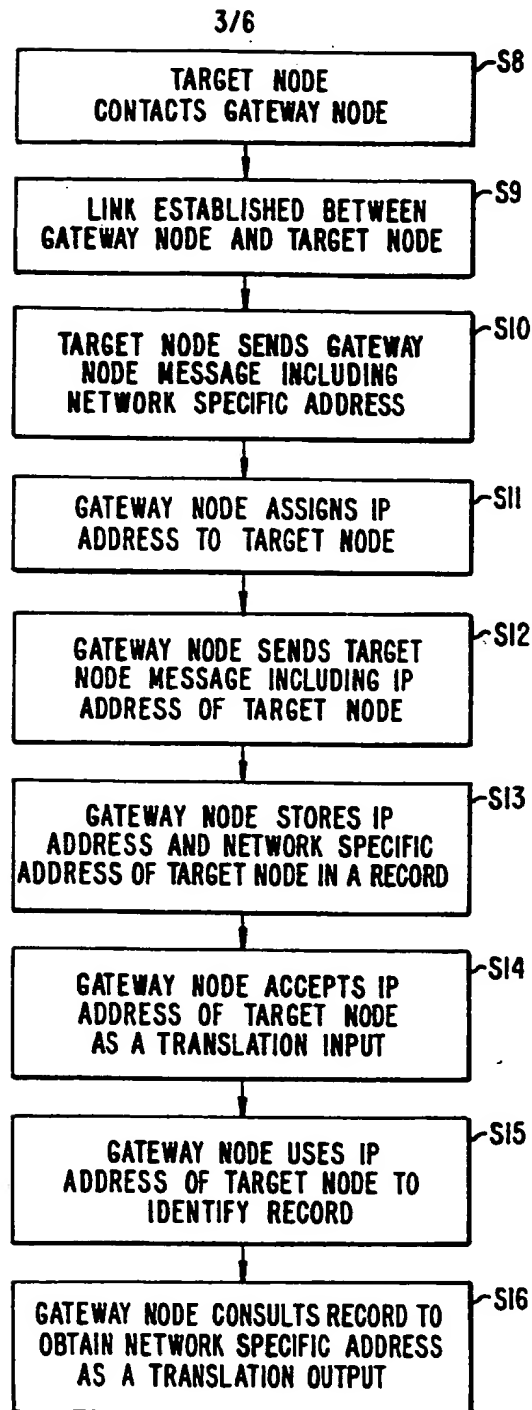 3/6
S8
TARGET NODE
CONTACTS GATEWAY NODE
S9
LINK ESTABLISHED BETWEEN
GATEWAY NODE AND TARGET NODE
S10
TARGET NODE SENDS GATEWAY
NODE MESSAGE INCLUDING
NETWORK SPECIFIC ADDRESS
S11
GATEWAY NODE ASSIGNS IP
ADDRESS TO TARGET NODE
S12
GATEWAY NODE SENDS TARGET
NODE MESSAGE INCLUDING IP
ADDRESS OF TARGET NODE
S13
GATEWAY NODE STORES IP
ADDRESS AND NETWORK SPECIFIC
ADDRESS OF TARGET NODE IN A RECORD
S14
GATEWAY NODE ACCEPTS IP
ADDRESS OF TARGET NODE
AS A TRANSLATION INPUT
S15
GATEWAY NODE USES IP
ADDRESS OF TARGET NODE TO
IDENTIFY RECORD
S16
GATEWAY NODE CONSULTS RECORD TO
OBTAIN NETWORK SPECIFIC ADDRESS
AS A TRANSLATION OUTPUT